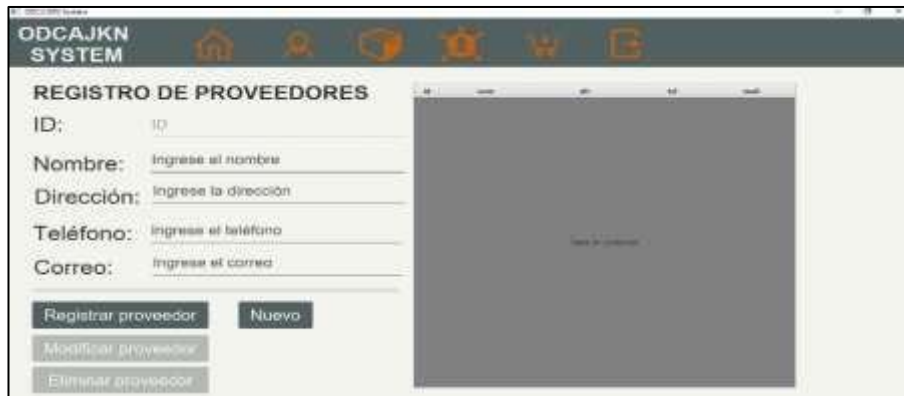 ODCAJKN
SYSTEM
REGISTRO DE PROVEEDORES
ID: ID
Nombre: Ingrese el nombre
Dirección: Ingrese la dirección
Teléfono: Ingrese el teléfono
Correo: Ingrese el correo
Registrar proveedor Nuevo
Modificar proveedor
Eliminar proveedor